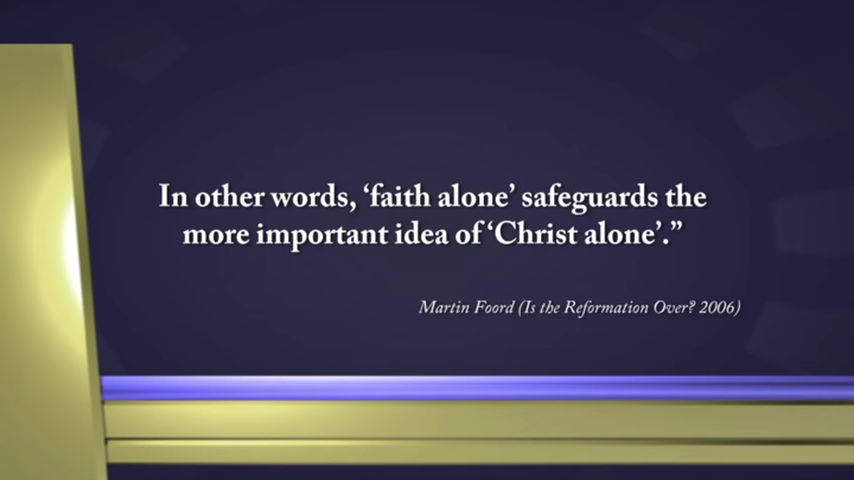 In other words, ‘faith alone’ safeguards the
more important idea of ‘Christ alone’.”
Martin Foord (Is the Reformation Over? 2006)